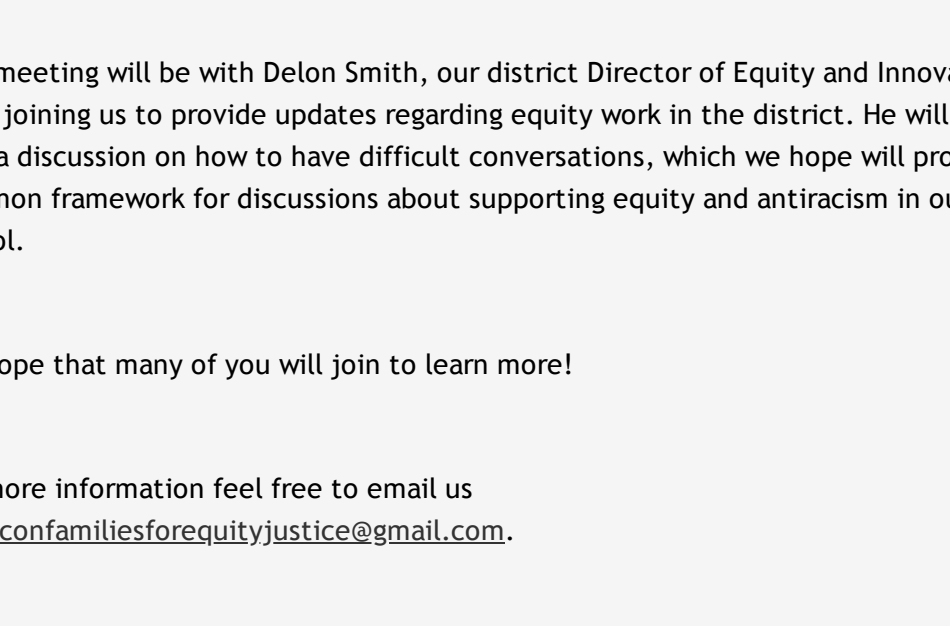 meeting will be with Delon Smith, our district Director of Equity and Innova
joining us to provide updates regarding equity work in the district. He will
a discussion on how to have difficult conversations, which we hope will pro
mon framework for discussions about supporting equity and antiracism in ou
ol.
ope that many of you will join to learn more!
more information feel free to email us
confamiliesforequityjustice@gmail.com.